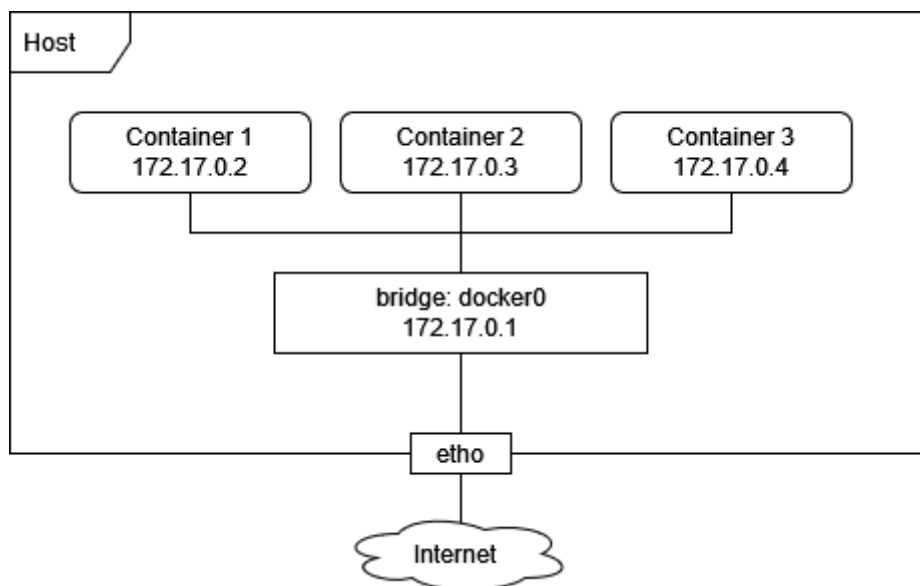 Host
Container 1
172.17.0.2
Container 2
172.17.0.3
Container 3
172.17.0.4
bridge: docker0
172.17.0.1
etho
Internet